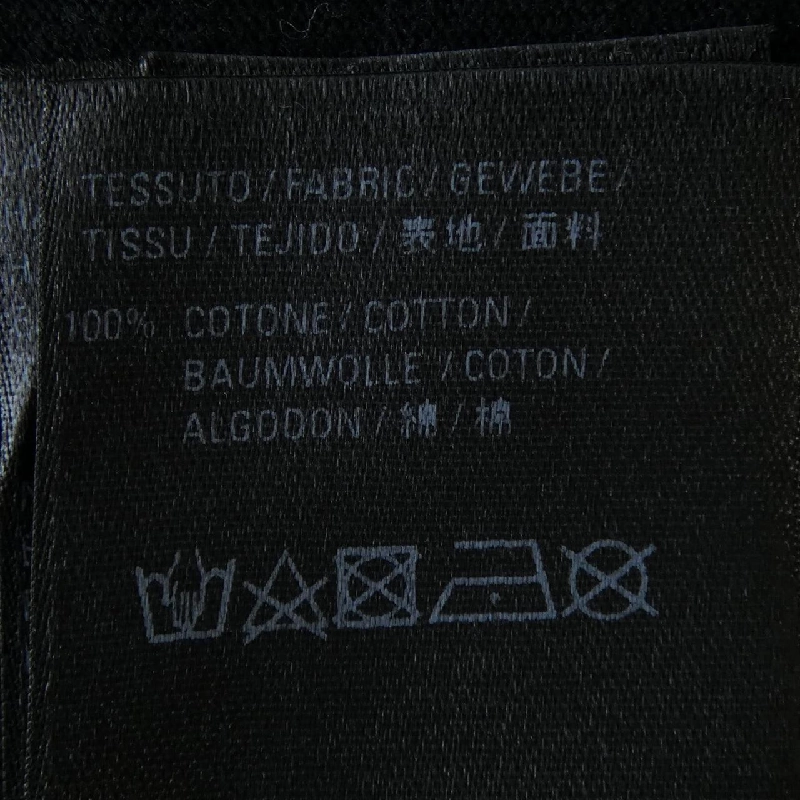 TESSUTO / FABRIC / GEWEBE /
TISSU / TEJIDO / 表地 / 面料
100% COTONE / COTTON /
BAUMWOLLE / COTON /
ALGODON / 綿 / 棉